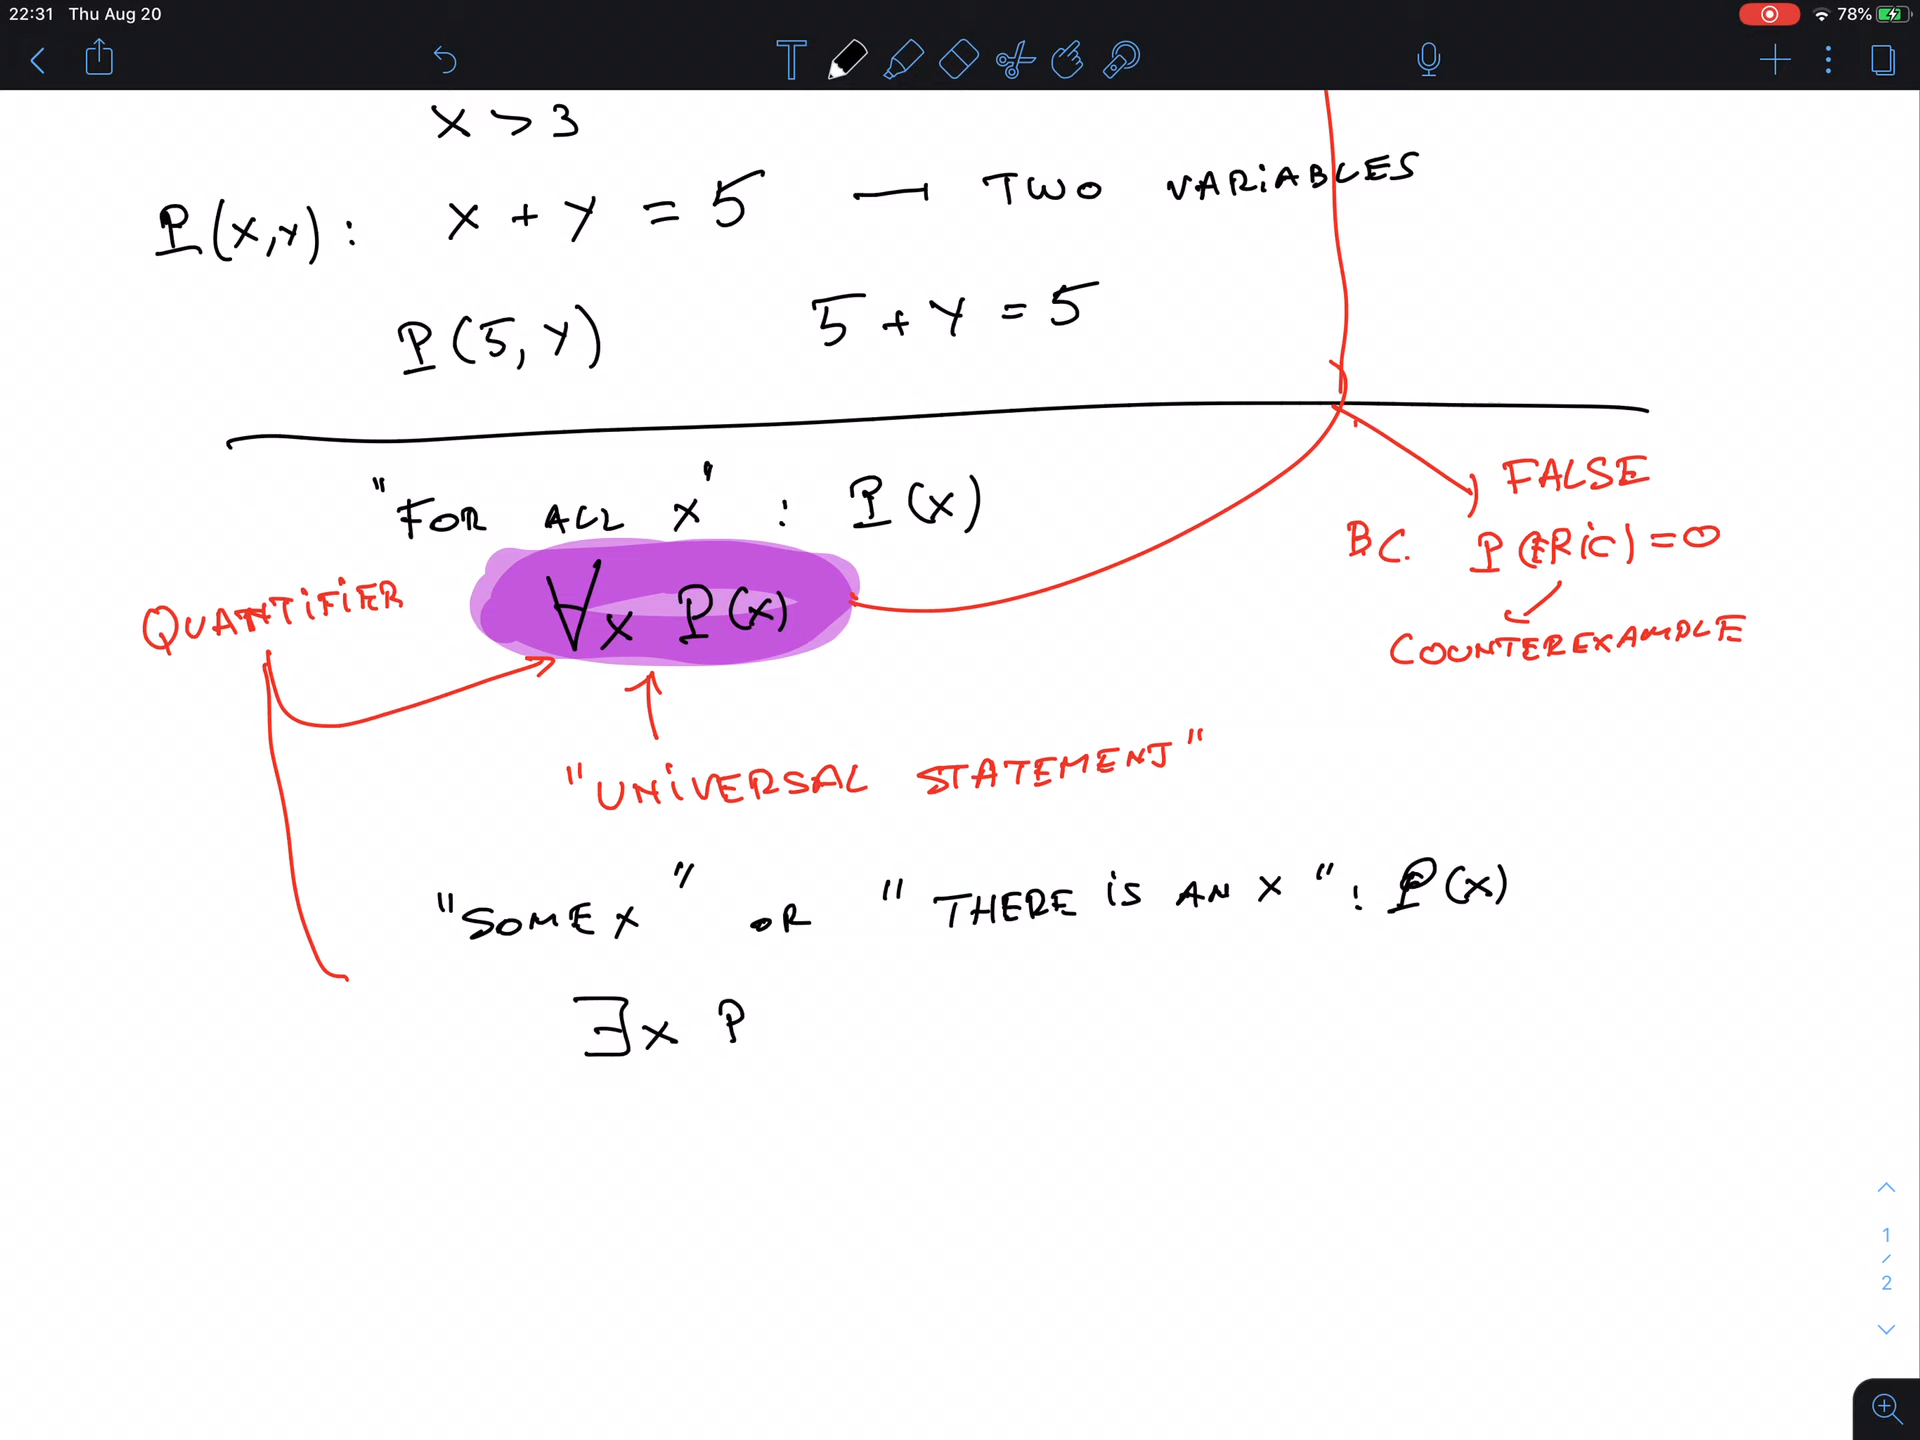 22:31 Thu Aug 20 78%
x > 3
P(x,y): x + y = 5 — TWO VARIABLES
P(5, y) 5 + y = 5
"FOR ALL x" : P(x)
FALSE
B.C. P(ERIC) = 0
QUANTIFIER ∀x P(x)
COUNTEREXAMPLE
"UNIVERSAL STATEMENT"
"SOME x" OR "THERE IS AN x" : P(x)
∃x P
1
/
2